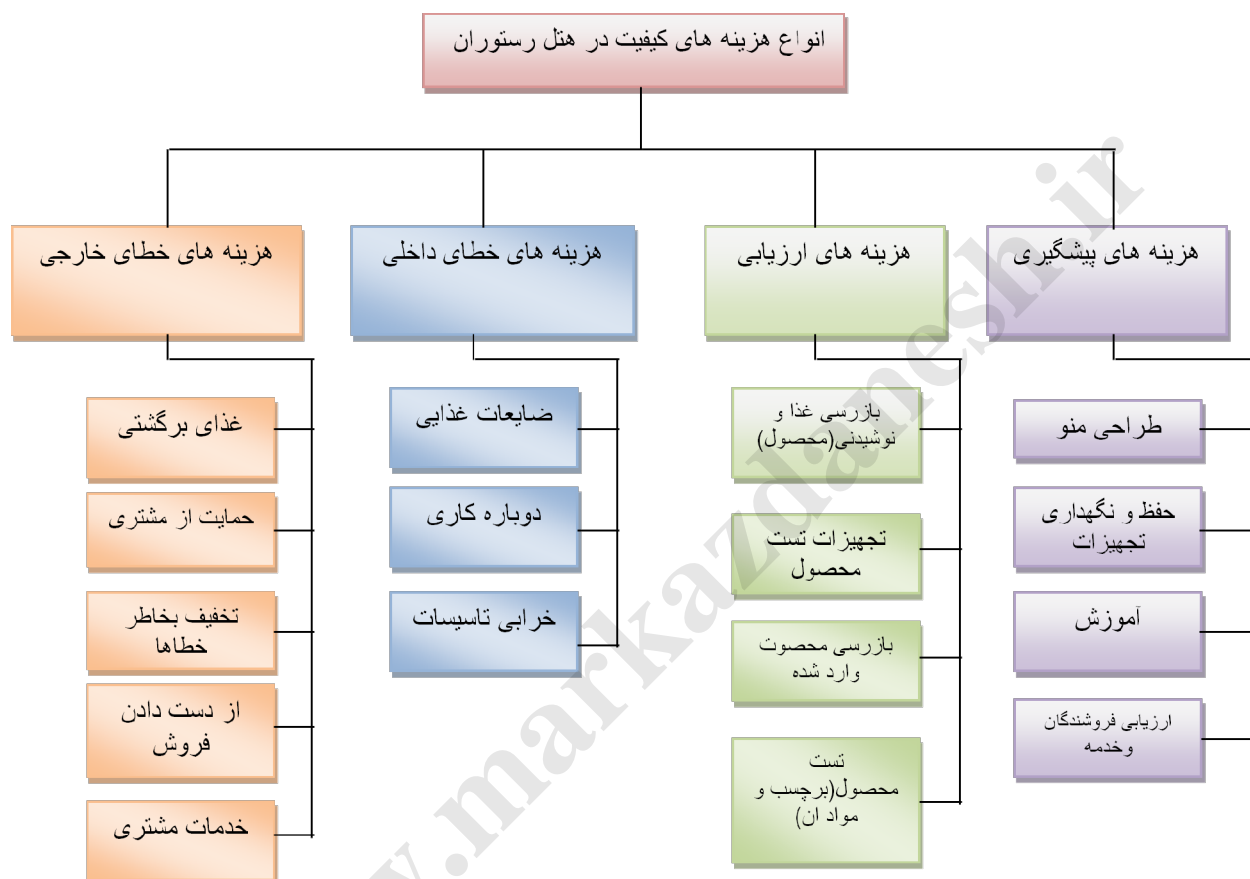 انواع هزینه های کیفیت در هتل رستوران
هزینه های پیشگیری
طراحی منو
حفظ و نگهداری
تجهیزات
آموزش
ارزیابی فروشندگان
وخدمه
هزینه های ارزیابی
بازرسی غذا و
نوشیدنی(محصول)
تجهیزات تست
محصول
بازرسی محصوت
وارد شده
تست
محصول(برچسب و
مواد ان)
هزینه های خطای داخلی
ضایعات غذایی
دوباره کاری
خرابی تاسیسات
هزینه های خطای خارجی
غذای برگشتی
حمایت از مشتری
تخفیف بخاطر
خطاها
از دست دادن
فروش
خدمات مشتری
.markazdanesh.ir